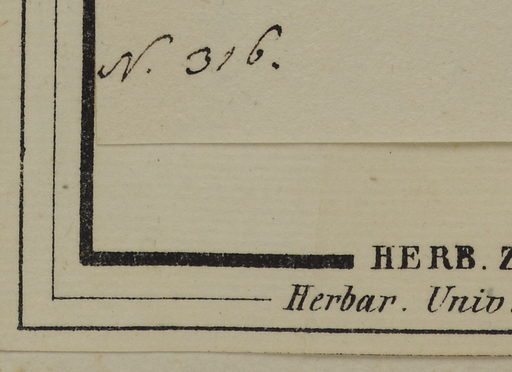 N. 316.
HERB. Z
Herbar. Univ.